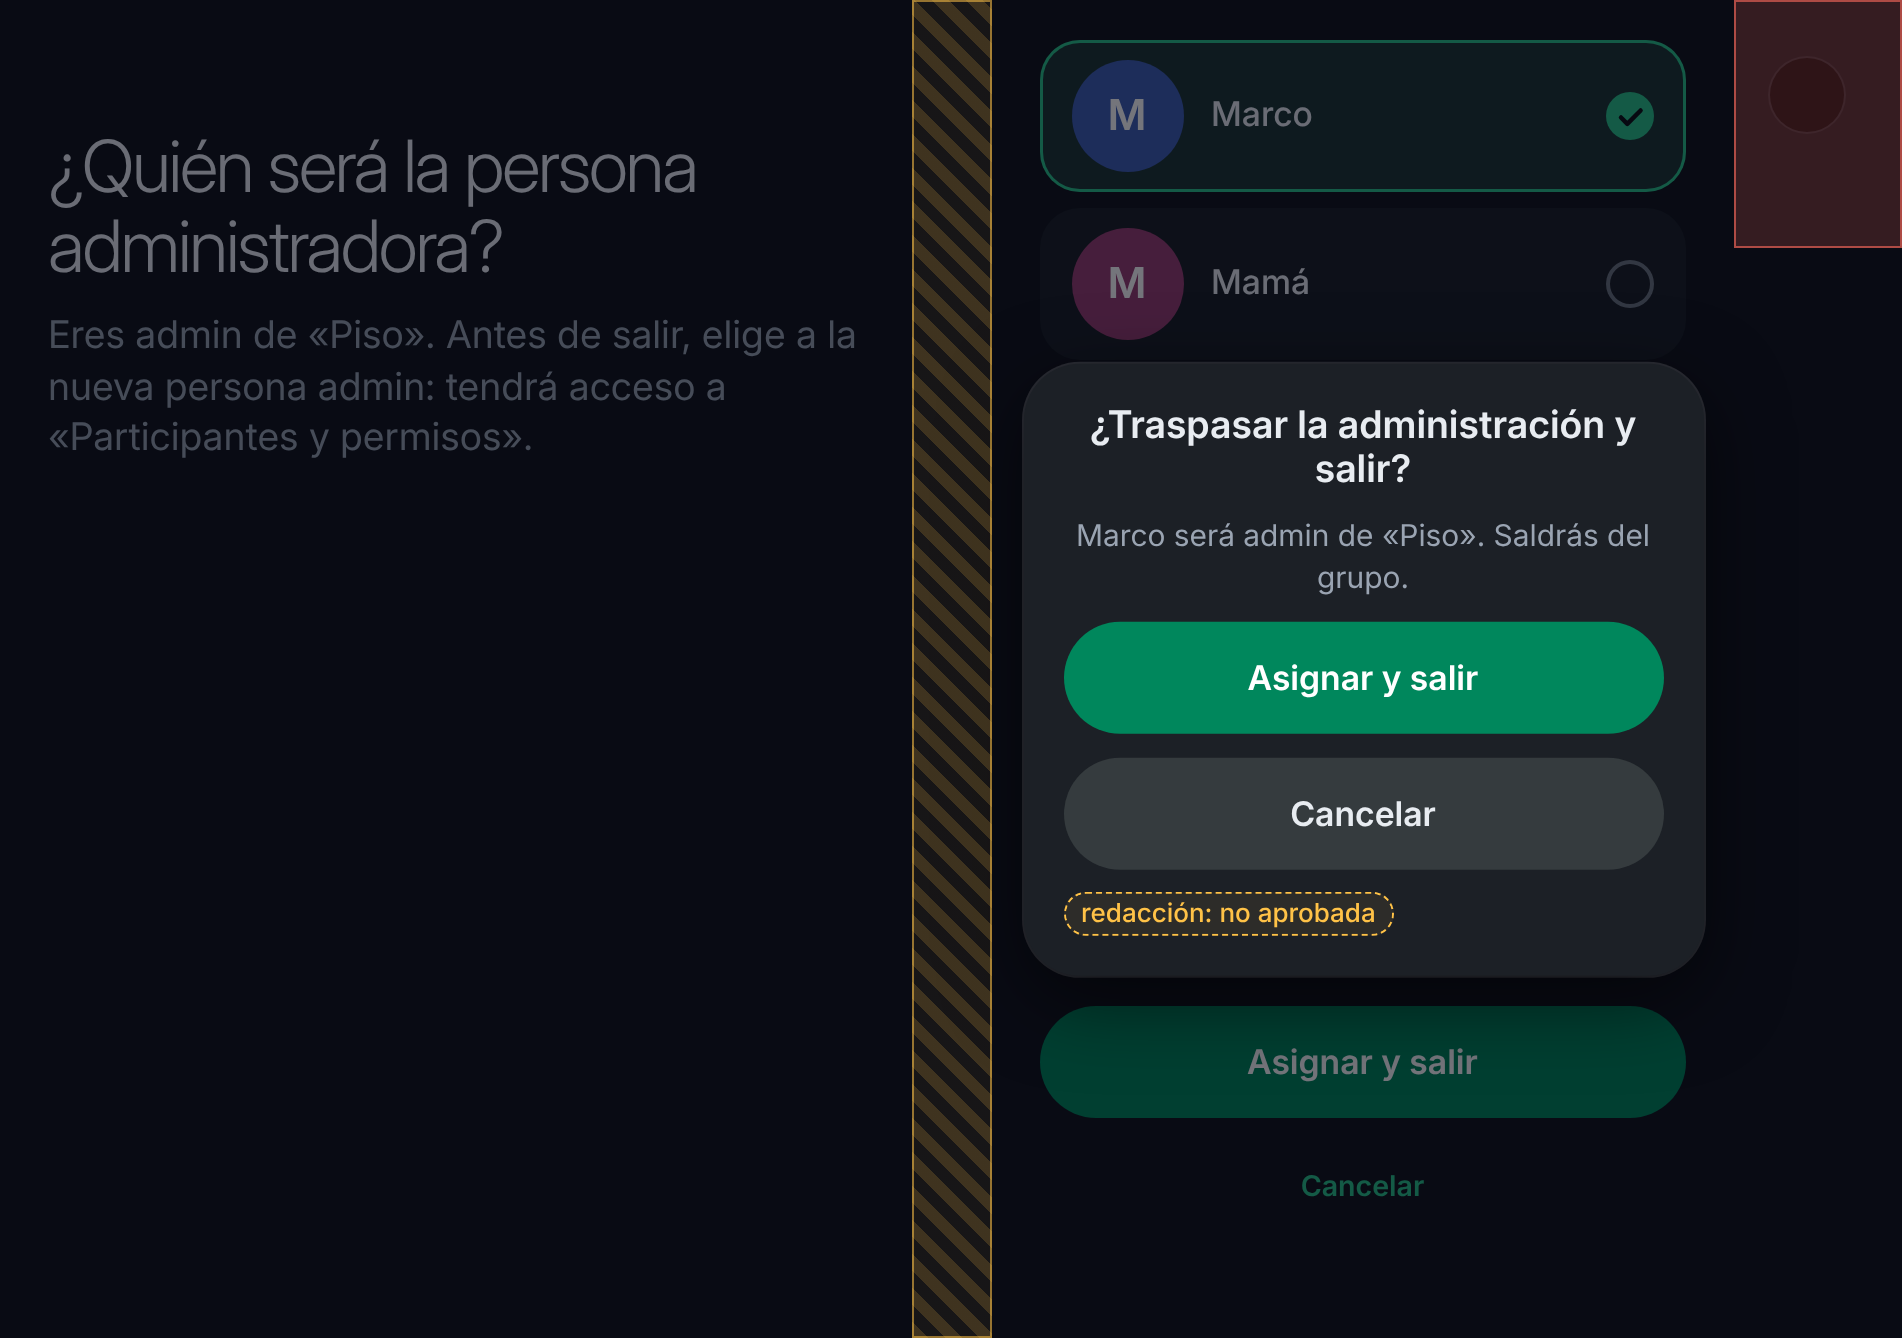 ¿Quién será la persona
administradora?
Eres admin de «Piso». Antes de salir, elige a la
nueva persona admin: tendrá acceso a
«Participantes y permisos».
M
Marco
M
Mamá
¿Traspasar la administración y
salir?
Marco será admin de «Piso». Saldrás del
grupo.
Asignar y salir
Cancelar
redacción: no aprobada
Asignar y salir
Cancelar